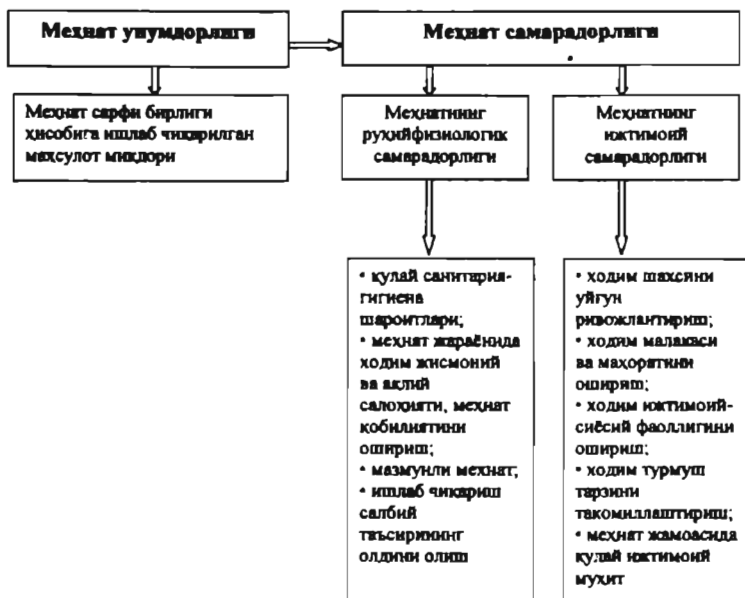 Меҳнат унумдорлиги
Меҳнат самарадорлиги
Меҳнат сарфи бирлиги
ҳисобига ишлаб чиқарилган
маҳсулот миқдори
Меҳнатнинг
руҳийфизиологик
самарадорлиги
Меҳнатнинг
ижтимоий
самарадорлиги
• қулай санитария-
гигиена
шароитлари;
• меҳнат жараёнида
ходим жисмоний
ва ақлий
салоҳияти, меҳнат
қобилиятини
ошириш;
• мазмунли меҳнат;
• ишлаб чиқариш
салбий
таъсирининг
олдини олиш
• ходим шахсини
уйғун
ривожлантириш;
• ходим малакаси
ва маҳоратини
ошириш;
• ходим ижтимоий-
сиёсий фаоллигини
ошириш;
• ходим турмуш
тарзини
такомиллаштириш;
• меҳнат жамоасида
қулай ижтимоий
муҳит